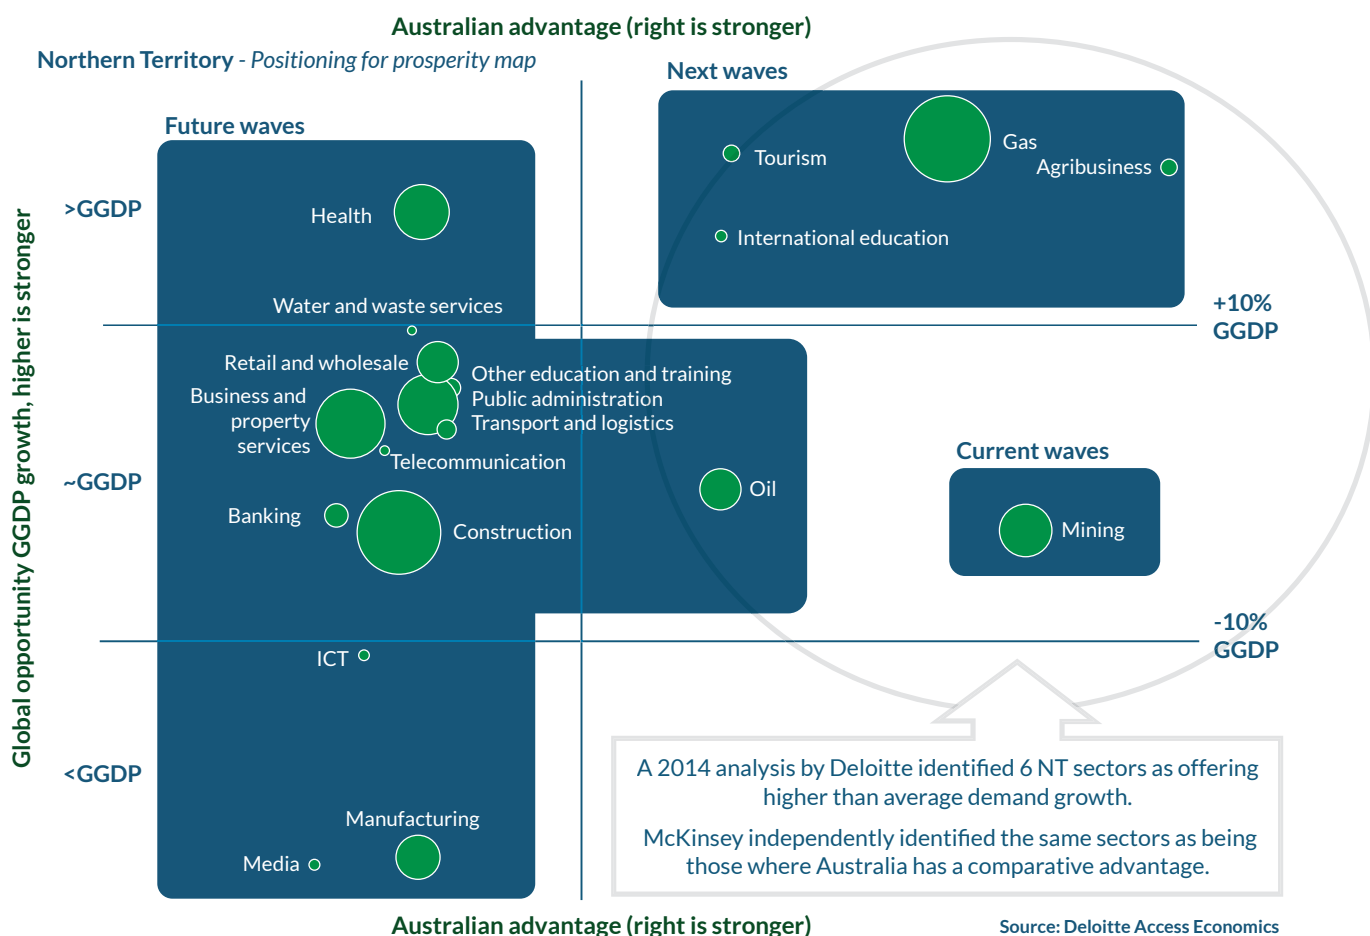 Australian advantage (right is stronger)
Northern Territory - Positioning for prosperity map
Next waves
Future waves
Gas
Tourism
Agribusiness
>GGDP
Health
International education
Global opportunity GGDP growth, higher is stronger
Water and waste services
+10%
GGDP
Retail and wholesale
Other education and training
Business and
property
services
Public administration
Transport and logistics
Telecommunication
Current waves
~GGDP
Oil
Banking
Construction
Mining
-10%
GGDP
ICT
<GGDP
A 2014 analysis by Deloitte identified 6 NT sectors as offering
higher than average demand growth.
McKinsey independently identified the same sectors as being
those where Australia has a comparative advantage.
Manufacturing
Media
Australian advantage (right is stronger)
Source: Deloitte Access Economics